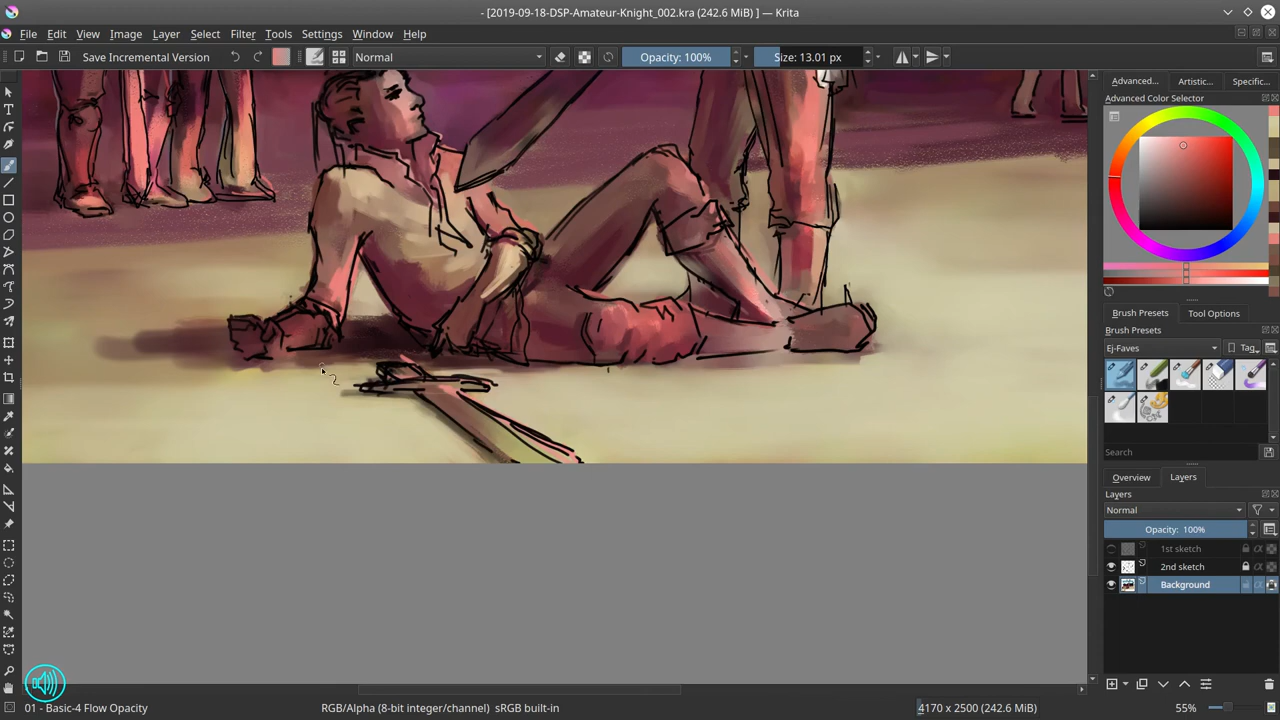 - [2019-09-18-DSP-Amateur-Knight_002.kra (242.6 MiB) ] — Krita
File Edit View Image Layer Select Filter Tools Settings Window Help
Save Incremental Version Normal Opacity: 100% Size: 13.01 px
Advanced... Artistic... Specific...
Advanced Color Selector
Brush Presets Tool Options
Brush Presets
Ej-Faves Tag
Search
Overview Layers
Layers
Normal
Opacity: 100%
1st sketch
2nd sketch
Background
01 - Basic-4 Flow Opacity RGB/Alpha (8-bit integer/channel) sRGB built-in 4170 x 2500 (242.6 MiB) 55%